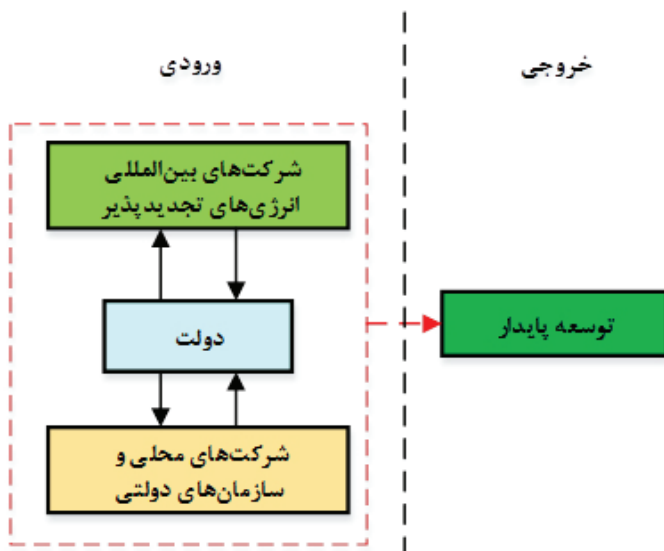 ورودی
خروجی
شرکت‌های بین‌المللی
انرژی‌های تجدیدپذیر
دولت
توسعه پایدار
شرکت‌های محلی و
سازمان‌های دولتی